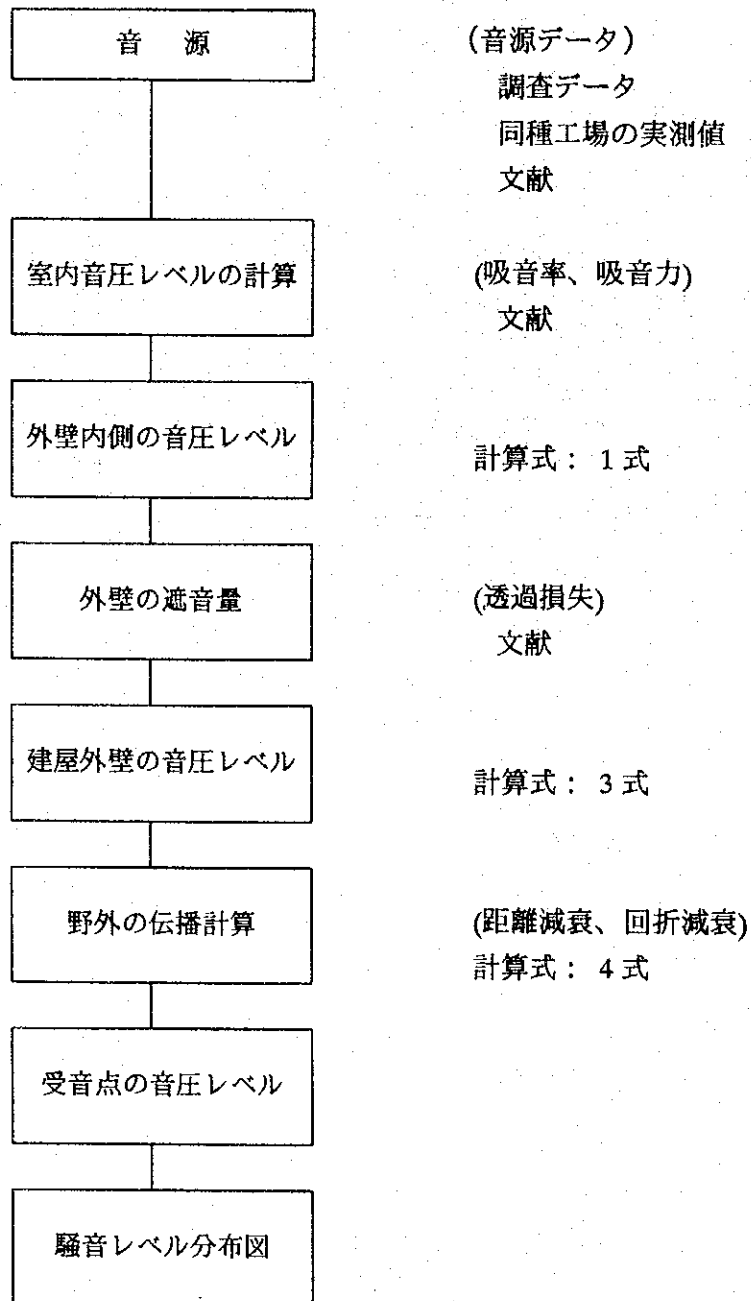 音 源
(音源データ)
調査データ
同種工場の実測値
文献
室内音圧レベルの計算
(吸音率、吸音力)
文献
外壁内側の音圧レベル
計算式： 1式
外壁の遮音量
(透過損失)
文献
建屋外壁の音圧レベル
計算式： 3式
野外の伝播計算
(距離減衰、回折減衰)
計算式： 4式
受音点の音圧レベル
騒音レベル分布図